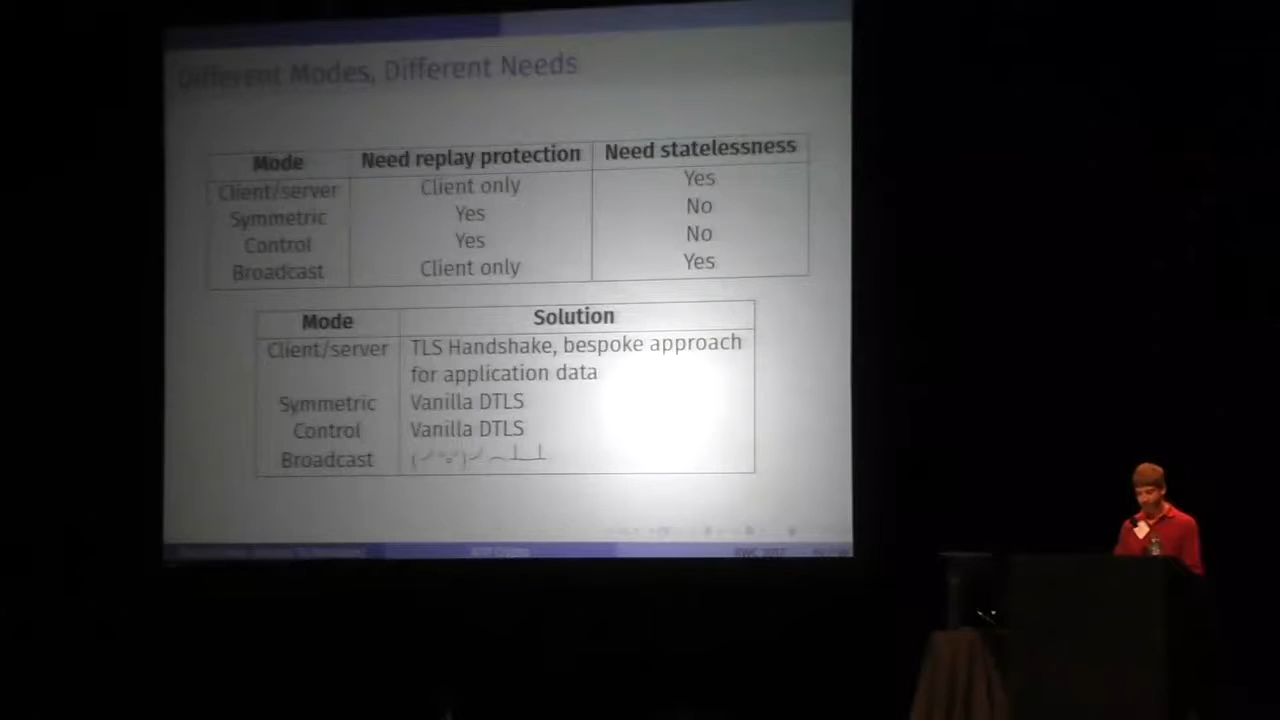 Different Modes, Different Needs
Mode Need replay protection Need statelessness
Client/server Client only Yes
Symmetric Yes No
Control Yes No
Broadcast Client only Yes
Mode Solution
Client/server TLS Handshake, bespoke approach
for application data
Symmetric Vanilla DTLS
Control Vanilla DTLS
Broadcast